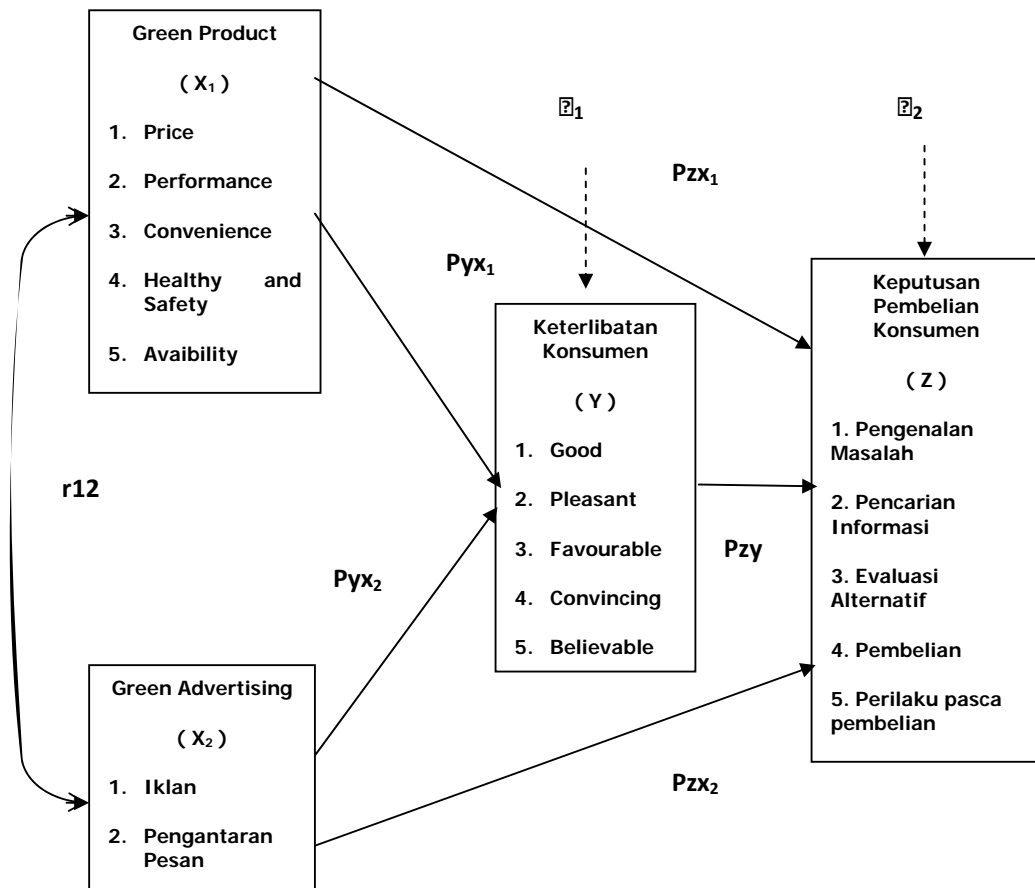 Green Product
( X₁ )
1. Price
2. Performance
3. Convenience
4. Healthy and
Safety
5. Avaibility
r12
Green Advertising
( X₂ )
1. Iklan
2. Pengantaran
Pesan
Pyx₁
Pyx₂
⍰₁
Keterlibatan
Konsumen
( Y )
1. Good
2. Pleasant
3. Favourable
4. Convincing
5. Believable
Pzx₁
Pzy
Pzx₂
⍰₂
Keputusan
Pembelian
Konsumen
( Z )
1. Pengenalan
Masalah
2. Pencarian
Informasi
3. Evaluasi
Alternatif
4. Pembelian
5. Perilaku pasca
pembelian